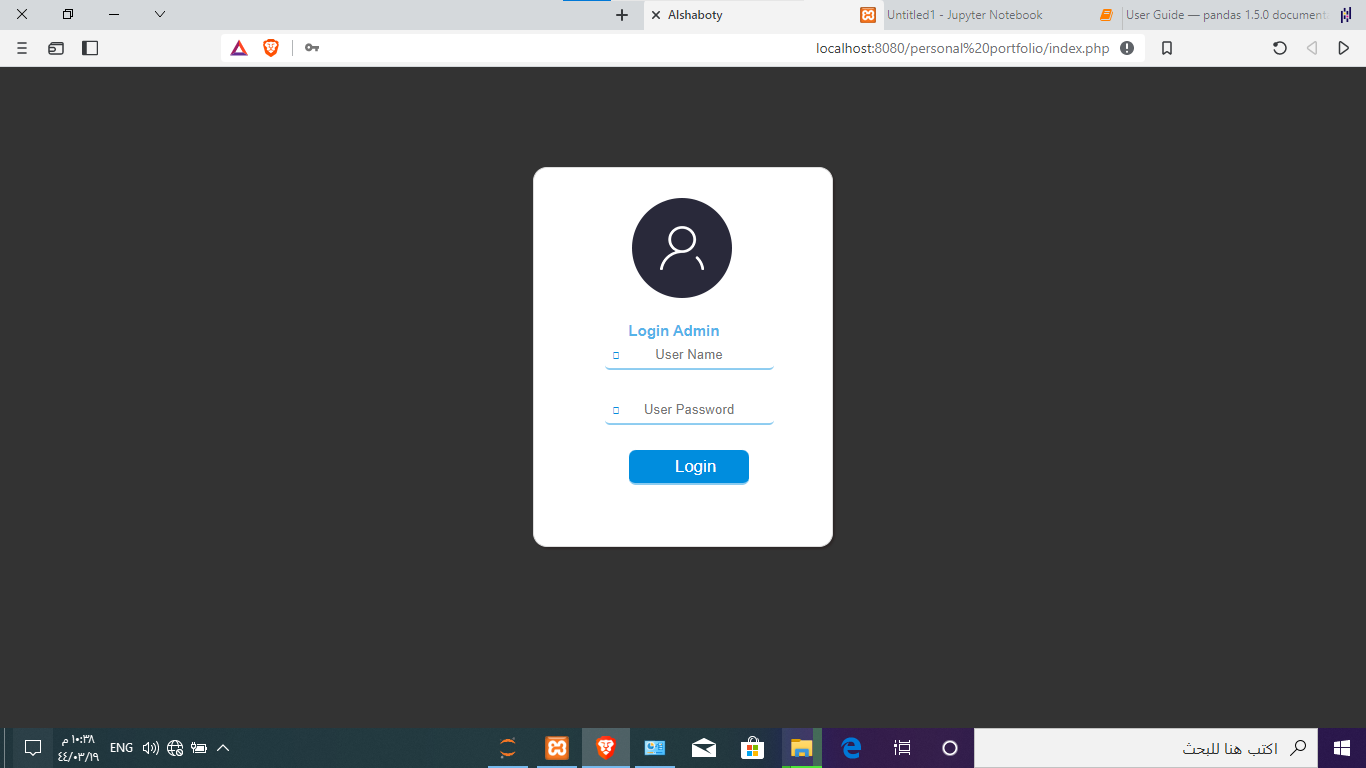 Alshaboty
Untitled1 - Jupyter Notebook
User Guide — pandas 1.5.0 document
localhost:8080/personal%20portfolio/index.php
Login Admin
User Name
User Password
Login
اكتب هنا للبحث
ENG
١٠:٣٨ م
٤٤/٠٣/١٩